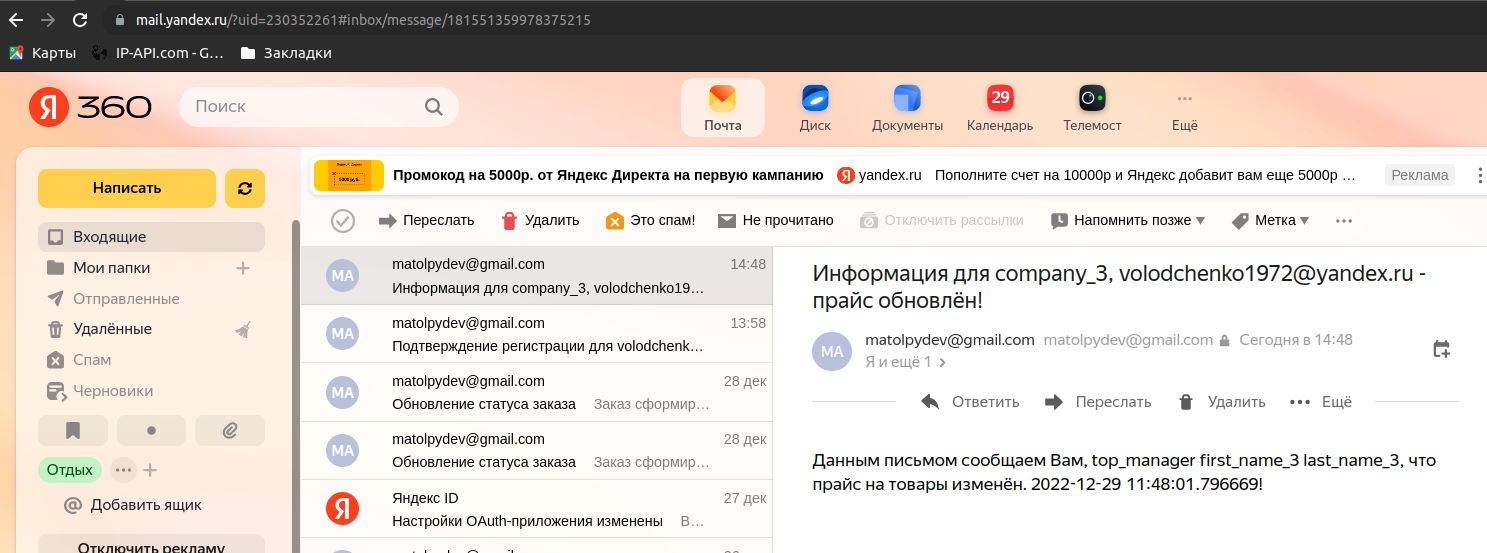 mail.yandex.ru/?uid=230352261#inbox/message/181551359978375215
Карты IP-API.com - G… Закладки
Я 360 Поиск
29
Почта Диск Документы Календарь Телемост Ещё
Написать
Промокод на 5000р. от Яндекс Директа на первую кампанию Я yandex.ru Пополните счет на 10000р и Яндекс добавит вам еще 5000р … Реклама
Переслать Удалить Это спам! Не прочитано Отключить рассылки Напомнить позже Метка
Входящие
Мои папки
Отправленные
Удалённые
Спам
Черновики
Отдых
Добавить ящик
Отключить рекламу
MA matolpydev@gmail.com 14:48
Информация для company_3, volodchenko19…
MA matolpydev@gmail.com 13:58
Подтверждение регистрации для volodchenk…
MA matolpydev@gmail.com 28 дек
Обновление статуса заказа Заказ сформир…
MA matolpydev@gmail.com 28 дек
Обновление статуса заказа Заказ сформир…
Я Яндекс ID 27 дек
Настройки OAuth-приложения изменены В…
Информация для company_3, volodchenko1972@yandex.ru -
прайс обновлён!
MA matolpydev@gmail.com matolpydev@gmail.com Сегодня в 14:48
Я и ещё 1
Ответить Переслать Удалить Ещё
Данным письмом сообщаем Вам, top_manager first_name_3 last_name_3, что
прайс на товары изменён. 2022-12-29 11:48:01.796669!